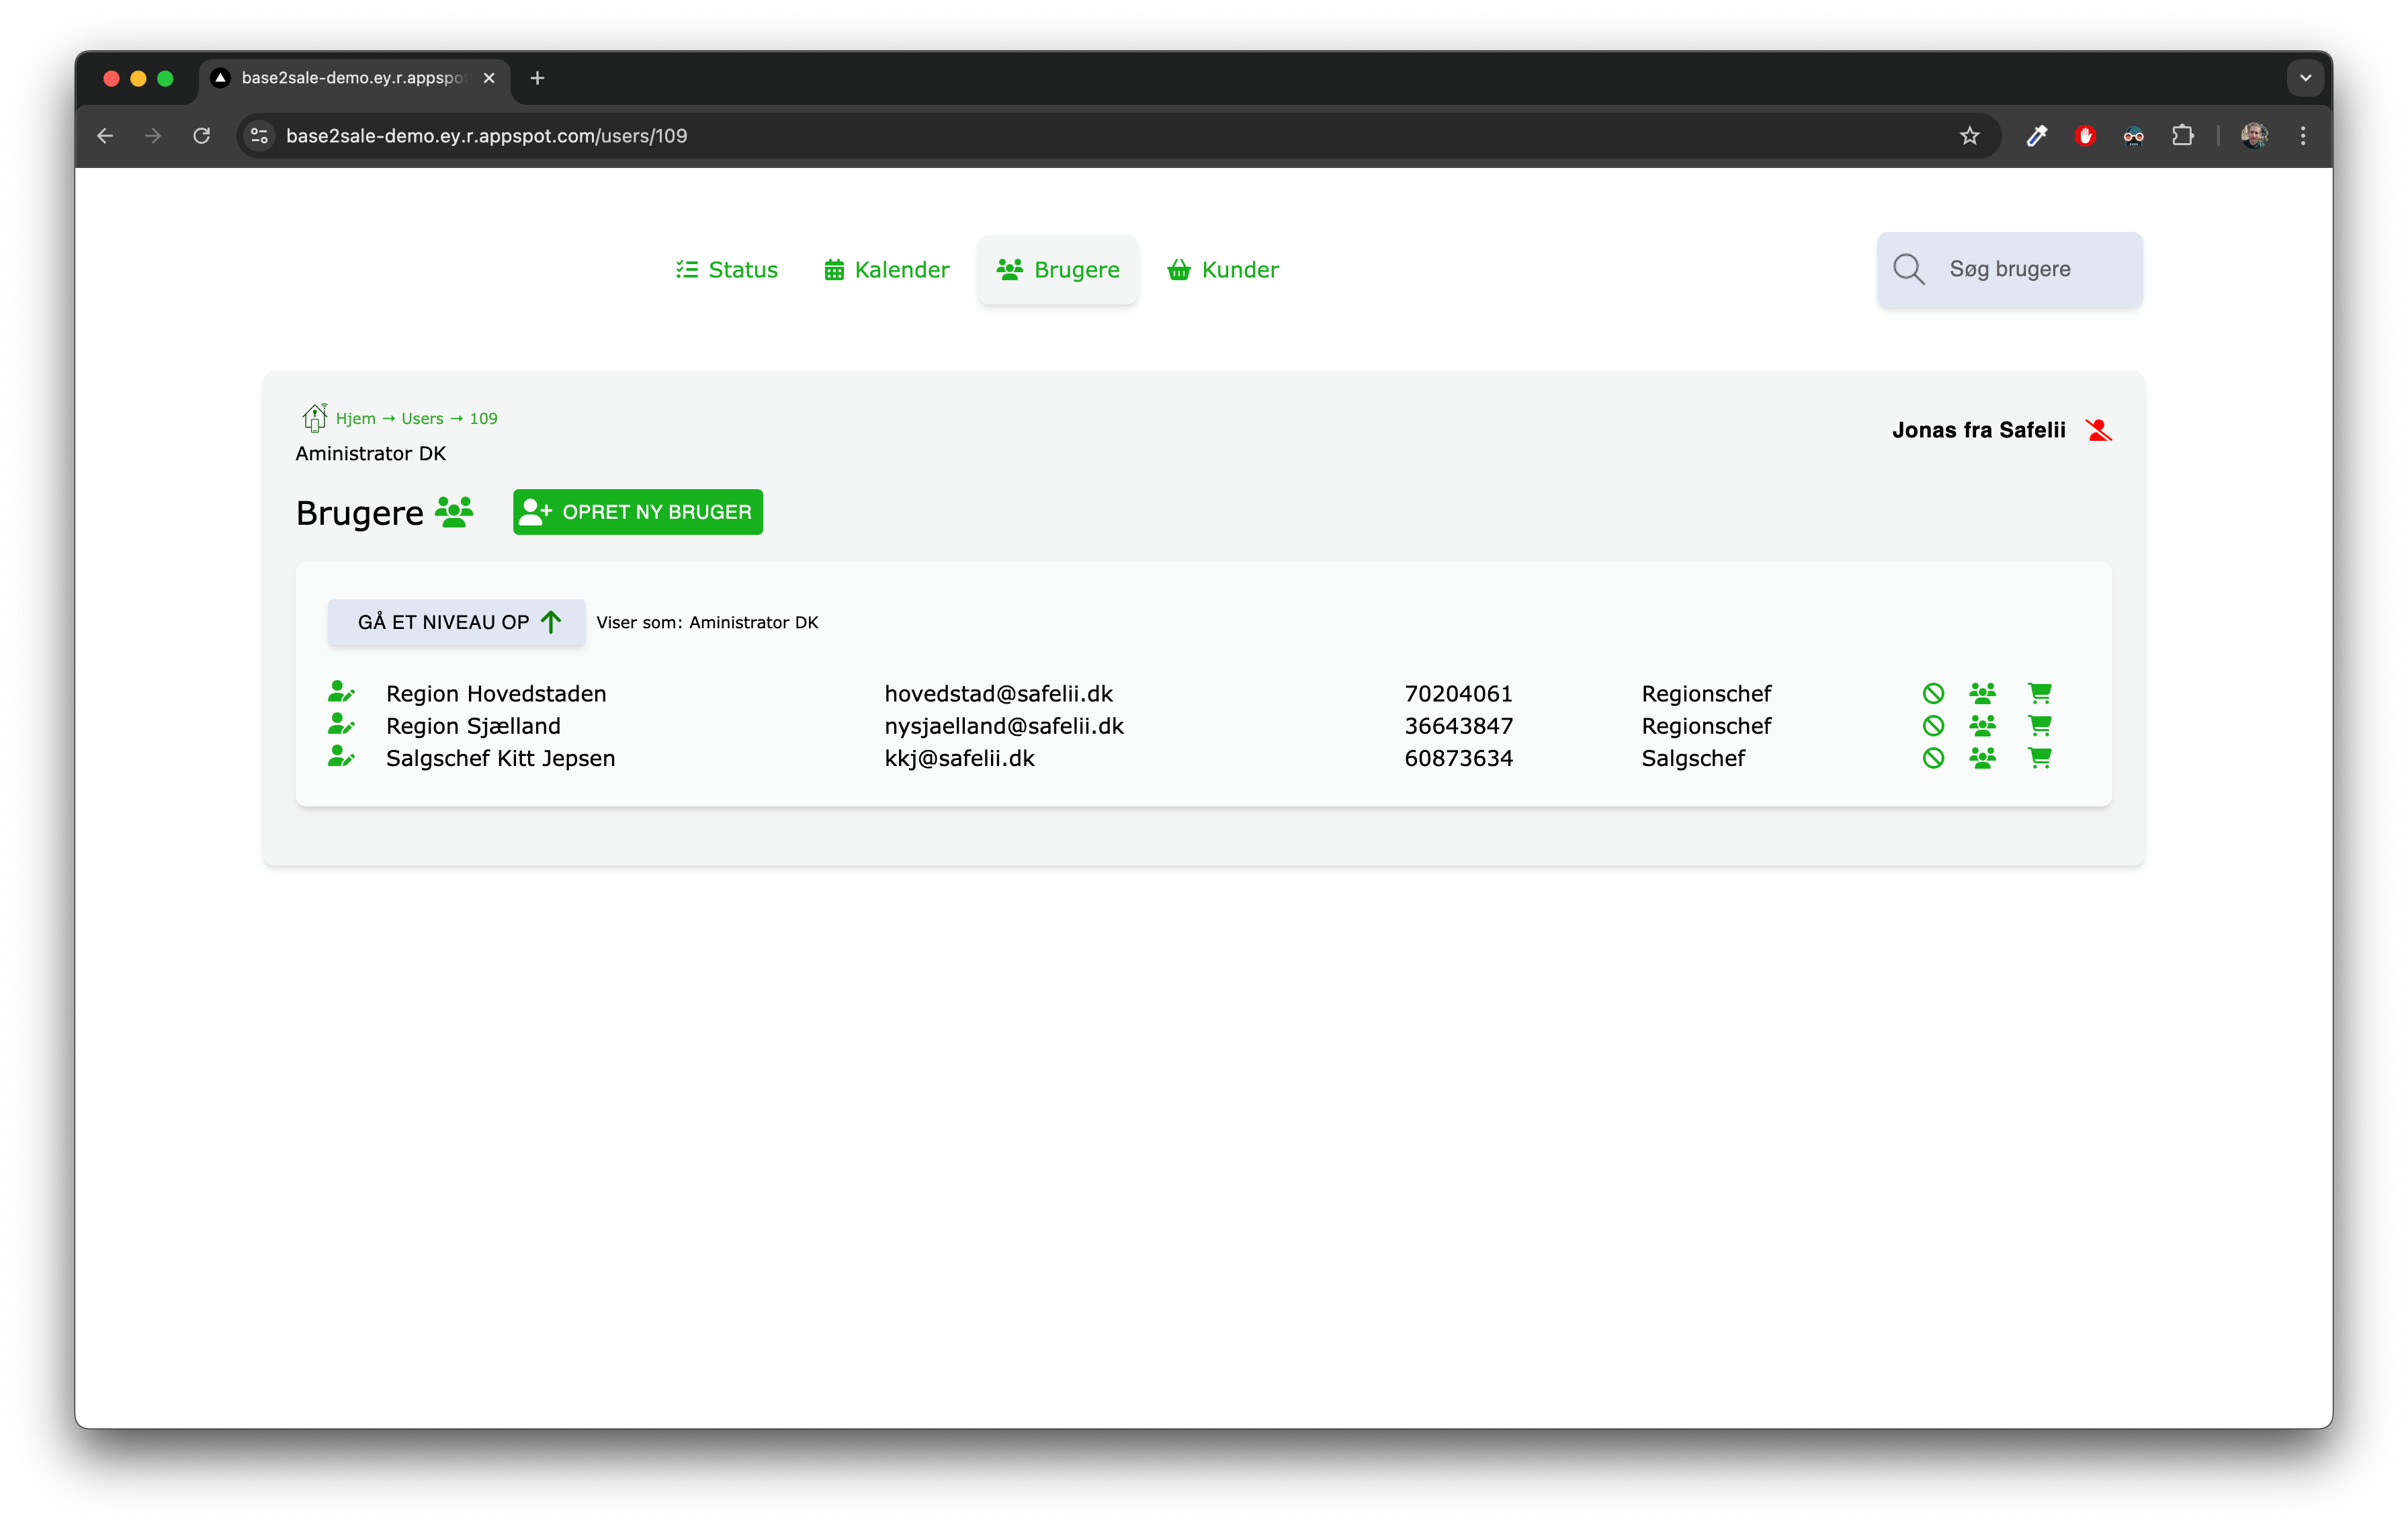 base2sale-demo.ey.r.appspot
base2sale-demo.ey.r.appspot.com/users/109
Status Kalender Brugere Kunder Søg brugere
Hjem → Users → 109
Aministrator DK
Jonas fra Safelii
Brugere OPRET NY BRUGER
GÅ ET NIVEAU OP Viser som: Aministrator DK
Region Hovedstaden hovedstad@safelii.dk 70204061 Regionschef
Region Sjælland nysjaelland@safelii.dk 36643847 Regionschef
Salgschef Kitt Jepsen kkj@safelii.dk 60873634 Salgschef